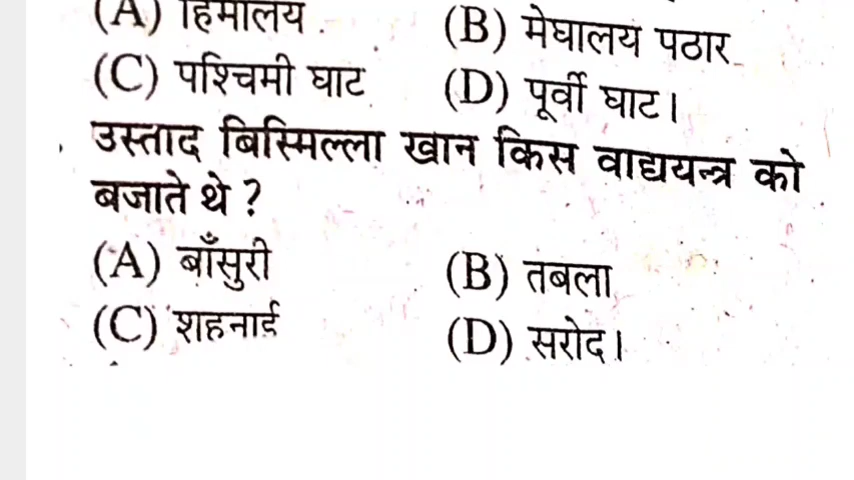 (A) हिमालय (B) मेघालय पठार
(C) पश्चिमी घाट (D) पूर्वी घाट।
उस्ताद बिस्मिल्ला खान किस वाद्ययन्त्र को
बजाते थे ?
(A) बाँसुरी (B) तबला
(C) शहनाई (D) सरोद।